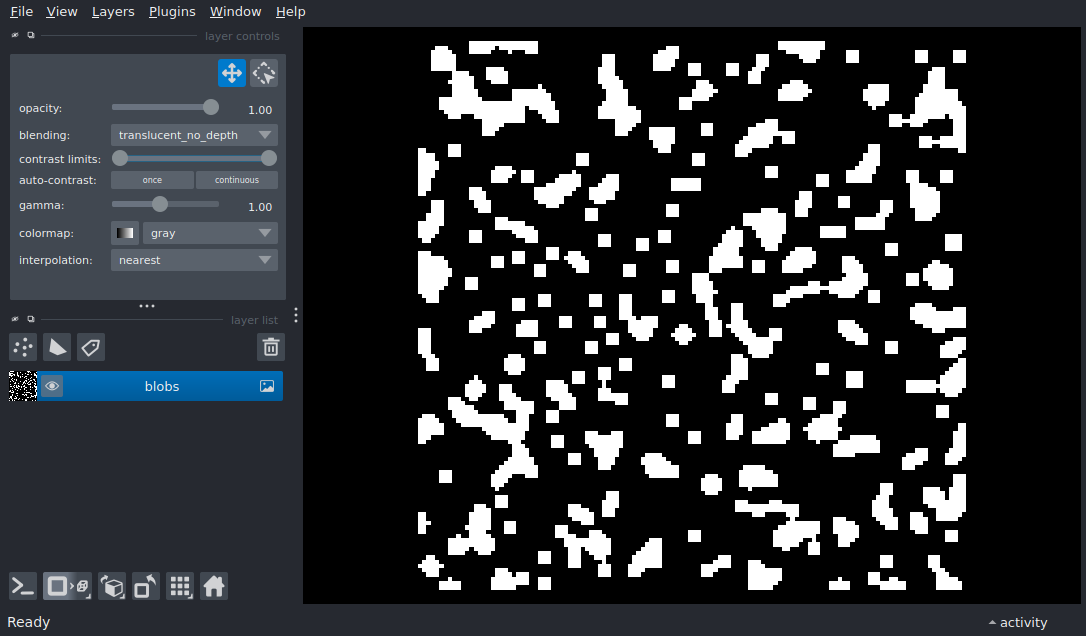 File View Layers Plugins Window Help
layer controls
opacity: 1.00
blending: translucent_no_depth
contrast limits:
auto-contrast: once continuous
gamma: 1.00
colormap: gray
interpolation: nearest
layer list
blobs
Ready activity